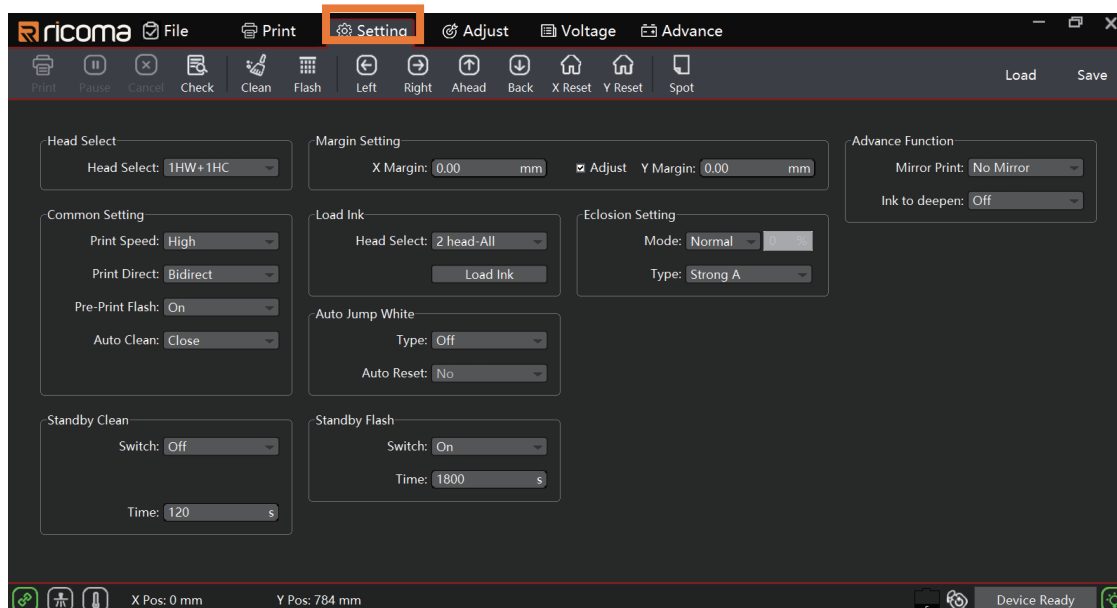 ricoma File Print Setting Adjust Voltage Advance
Print Pause Cancel Check Clean Flash Left Right Ahead Back X Reset Y Reset Spot Load Save
Head Select
Head Select: 1HW+1HC
Margin Setting
X Margin: 0.00 mm Adjust Y Margin: 0.00 mm
Advance Function
Mirror Print: No Mirror
Ink to deepen: Off
Common Setting
Print Speed: High
Print Direct: Bidirect
Pre-Print Flash: On
Auto Clean: Close
Load Ink
Head Select: 2 head-All
Load Ink
Eclosion Setting
Mode: Normal 0 %
Type: Strong A
Auto Jump White
Type: Off
Auto Reset: No
Standby Clean
Switch: Off
Time: 120 s
Standby Flash
Switch: On
Time: 1800 s
X Pos: 0 mm Y Pos: 784 mm Device Ready